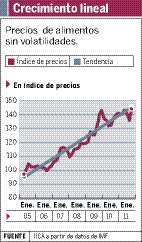 Crecimiento lineal
Precios de alimentos
sin volatilidades.
Índice de precios Tendencia
En índice de precios
150
140
130
120
110
100
90
80
Ene. Ene. Ene. Ene. Ene. Ene. Ene.
05 06 07 08 09 10 11
FUENTE IICA a partir de datos de IMF.